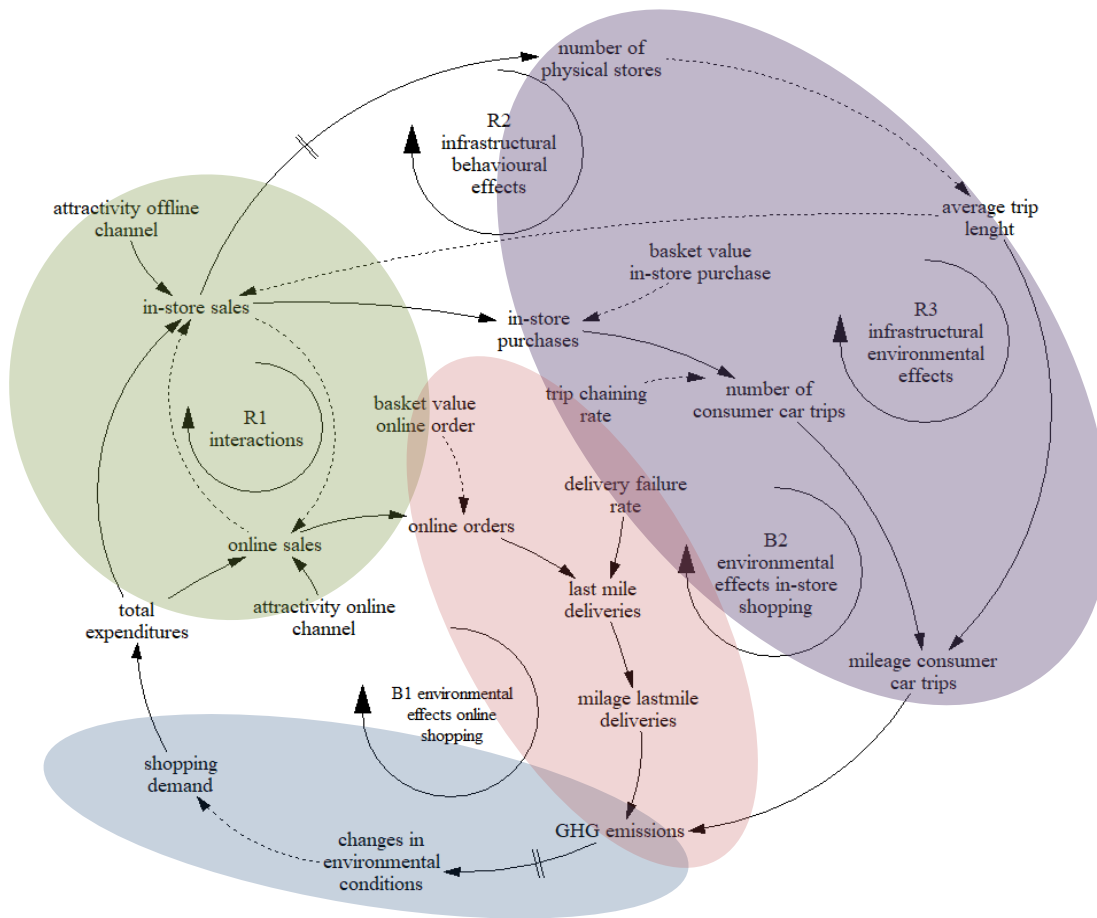 number of
physical stores
R2
infrastructural
behavioural
effects
attractivity offline
channel
average trip
lenght
basket value
in-store purchase
in-store sales
in-store
purchases
R3
infrastructural
environmental
effects
trip chaining
rate
number of
consumer car trips
basket value
online order
R1
interactions
delivery failure
rate
online orders
online sales
B2
environmental
effects in-store
shopping
last mile
deliveries
total
expenditures
attractivity online
channel
mileage consumer
car trips
B1 environmental
effects online
shopping
milage lastmile
deliveries
shopping
demand
GHG emissions
changes in
environmental
conditions